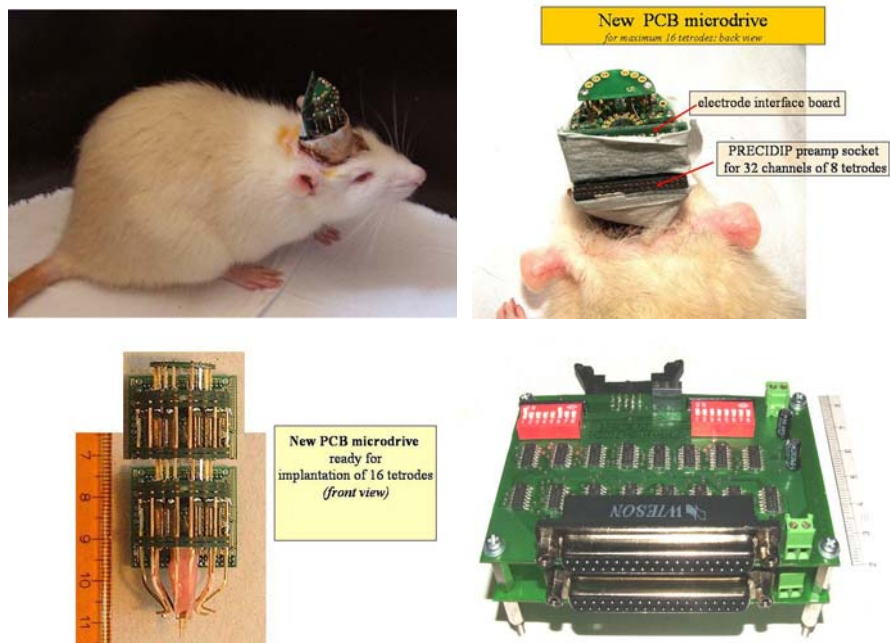 New PCB microdrive
for maximum 16 tetrodes: back view
electrode interface board
PRECIDIP preamp socket
for 32 channels of 8 tetrodes
7
8
9
10
11
New PCB microdrive
ready for
implantation of 16 tetrodes
(front view)
WIESON